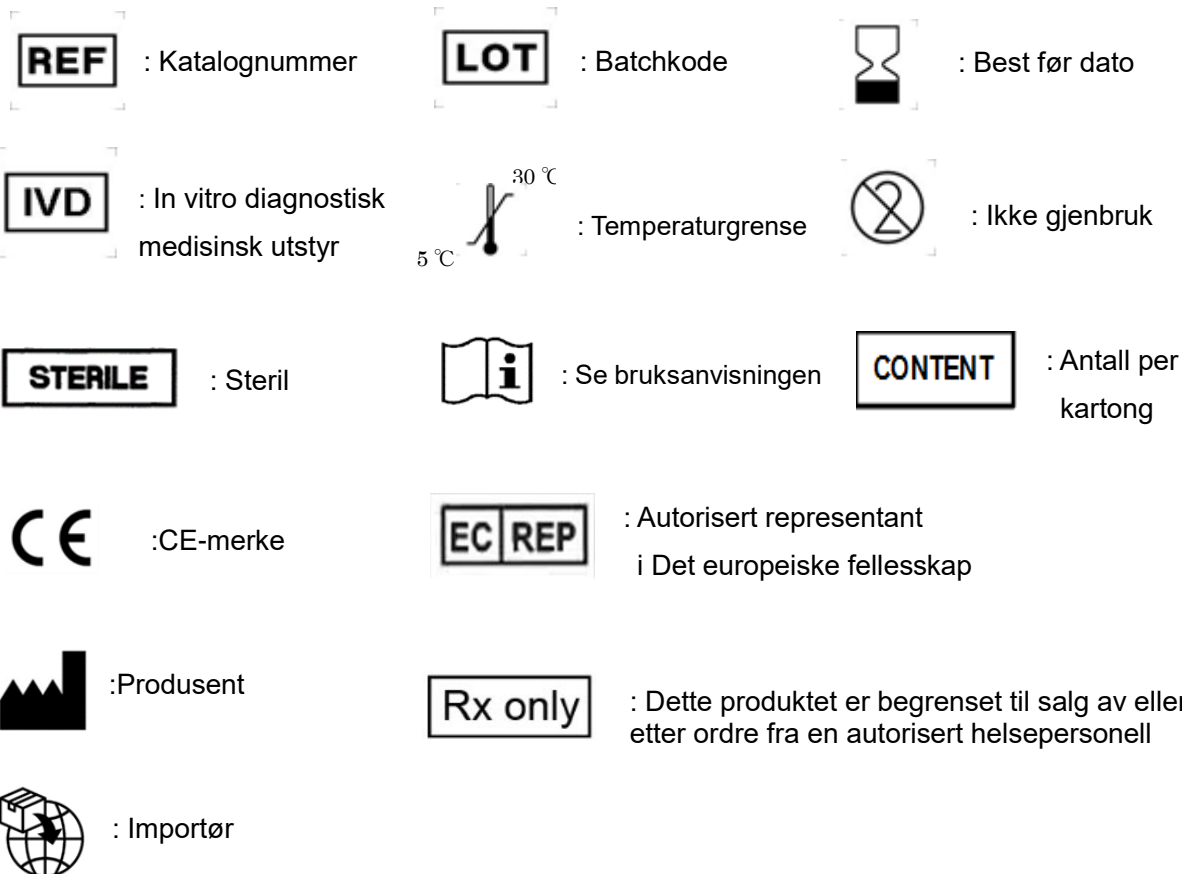 REF : Katalognummer
LOT : Batchkode
: Best før dato
IVD : In vitro diagnostisk
medisinsk utstyr
30 ℃
5 ℃
: Temperaturgrense
2 : Ikke gjenbruk
STERILE : Steril
i : Se bruksanvisningen
CONTENT : Antall per
kartong
CE :CE-merke
EC REP : Autorisert representant
i Det europeiske fellesskap
:Produsent
Rx only : Dette produktet er begrenset til salg av eller
etter ordre fra en autorisert helsepersonell
: Importør